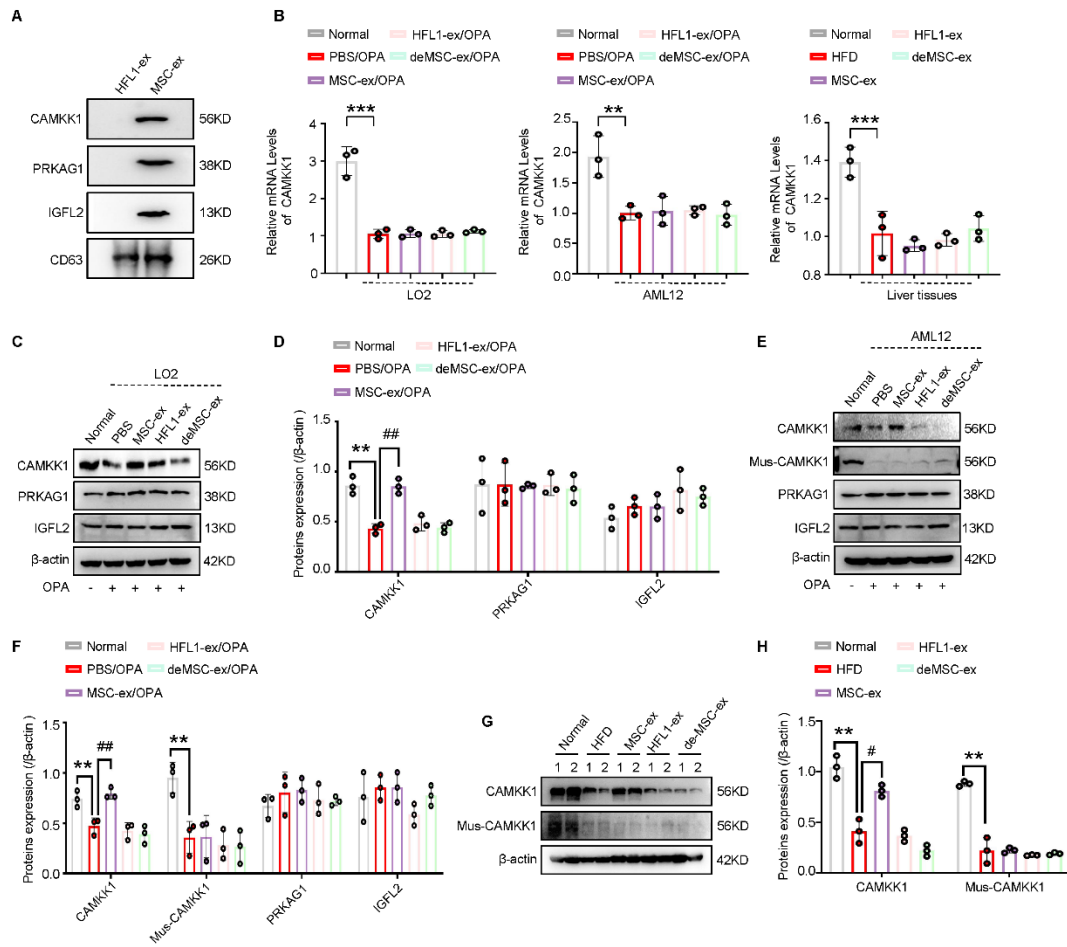 A
HFL1-ex
MSC-ex
CAMKK1
56KD
PRKAG1
38KD
IGFL2
13KD
CD63
26KD
B
Normal
HFL1-ex/OPA
PBS/OPA
deMSC-ex/OPA
MSC-ex/OPA
Relative mRNA Levels
of CAMKK1
4
3
2
1
0
***
LO2
Normal
HFL1-ex/OPA
PBS/OPA
deMSC-ex/OPA
MSC-ex/OPA
Relative mRNA Levels
of CAMKK1
2.5
2.0
1.5
1.0
0.5
0
**
AML12
Normal
HFL1-ex
HFD
deMSC-ex
MSC-ex
Relative mRNA Levels
of CAMKK1
1.6
1.4
1.2
1.0
0.8
***
Liver tissues
C
LO2
Normal
PBS
MSC-ex
HFL1-ex
deMSC-ex
CAMKK1
56KD
PRKAG1
38KD
IGFL2
13KD
β-actin
42KD
OPA - + + + +
D
Normal
HFL1-ex/OPA
PBS/OPA
deMSC-ex/OPA
MSC-ex/OPA
Proteins expression (/β-actin )
1.5
1.0
0.5
0
** ##
CAMKK1
PRKAG1
IGFL2
E
AML12
Normal
PBS
MSC-ex
HFL1-ex
deMSC-ex
CAMKK1
56KD
Mus-CAMKK1
56KD
PRKAG1
38KD
IGFL2
13KD
β-actin
42KD
OPA - + + + +
F
Normal
HFL1-ex/OPA
PBS/OPA
deMSC-ex/OPA
MSC-ex/OPA
Proteins expression (/β-actin )
1.5
1.0
0.5
0.0
** ## **
CAMKK1
Mus-CAMKK1
PRKAG1
IGFL2
G
Normal
HFD
MSC-ex
HFL1-ex
de-MSC-ex
1 2 1 2 1 2 1 2 1 2
CAMKK1
56KD
Mus-CAMKK1
56KD
β-actin
42KD
H
Normal
HFL1-ex
HFD
deMSC-ex
MSC-ex
Proteins expression (/β-actin )
1.5
1.0
0.5
0
** # **
CAMKK1
Mus-CAMKK1